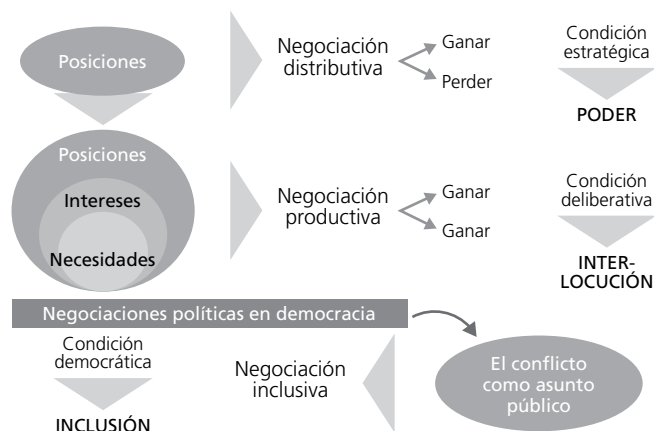 Posiciones
Negociación
distributiva
Ganar
Perder
Condición
estratégica
PODER
Posiciones
Intereses
Necesidades
Negociación
productiva
Ganar
Ganar
Condición
deliberativa
INTER-
LOCUCIÓN
Negociaciones políticas en democracia
Condición
democrática
INCLUSIÓN
Negociación
inclusiva
El conflicto
como asunto
público